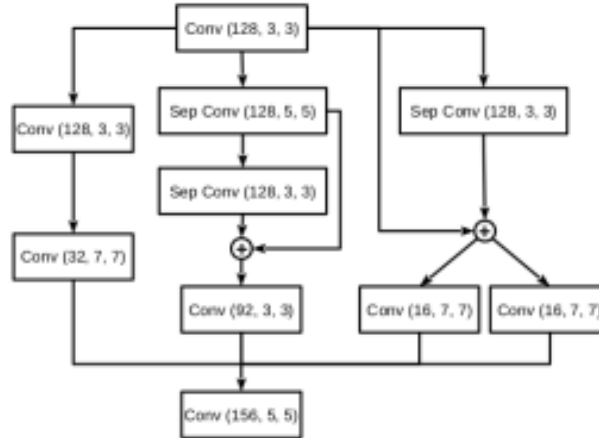 Conv (128, 3, 3)
Sep Conv (128, 5, 5)
Sep Conv (128, 3, 3)
Conv (128, 3, 3)
Sep Conv (128, 3, 3)
Conv (32, 7, 7)
Conv (92, 3, 3)
Conv (16, 7, 7)
Conv (16, 7, 7)
Conv (156, 5, 5)